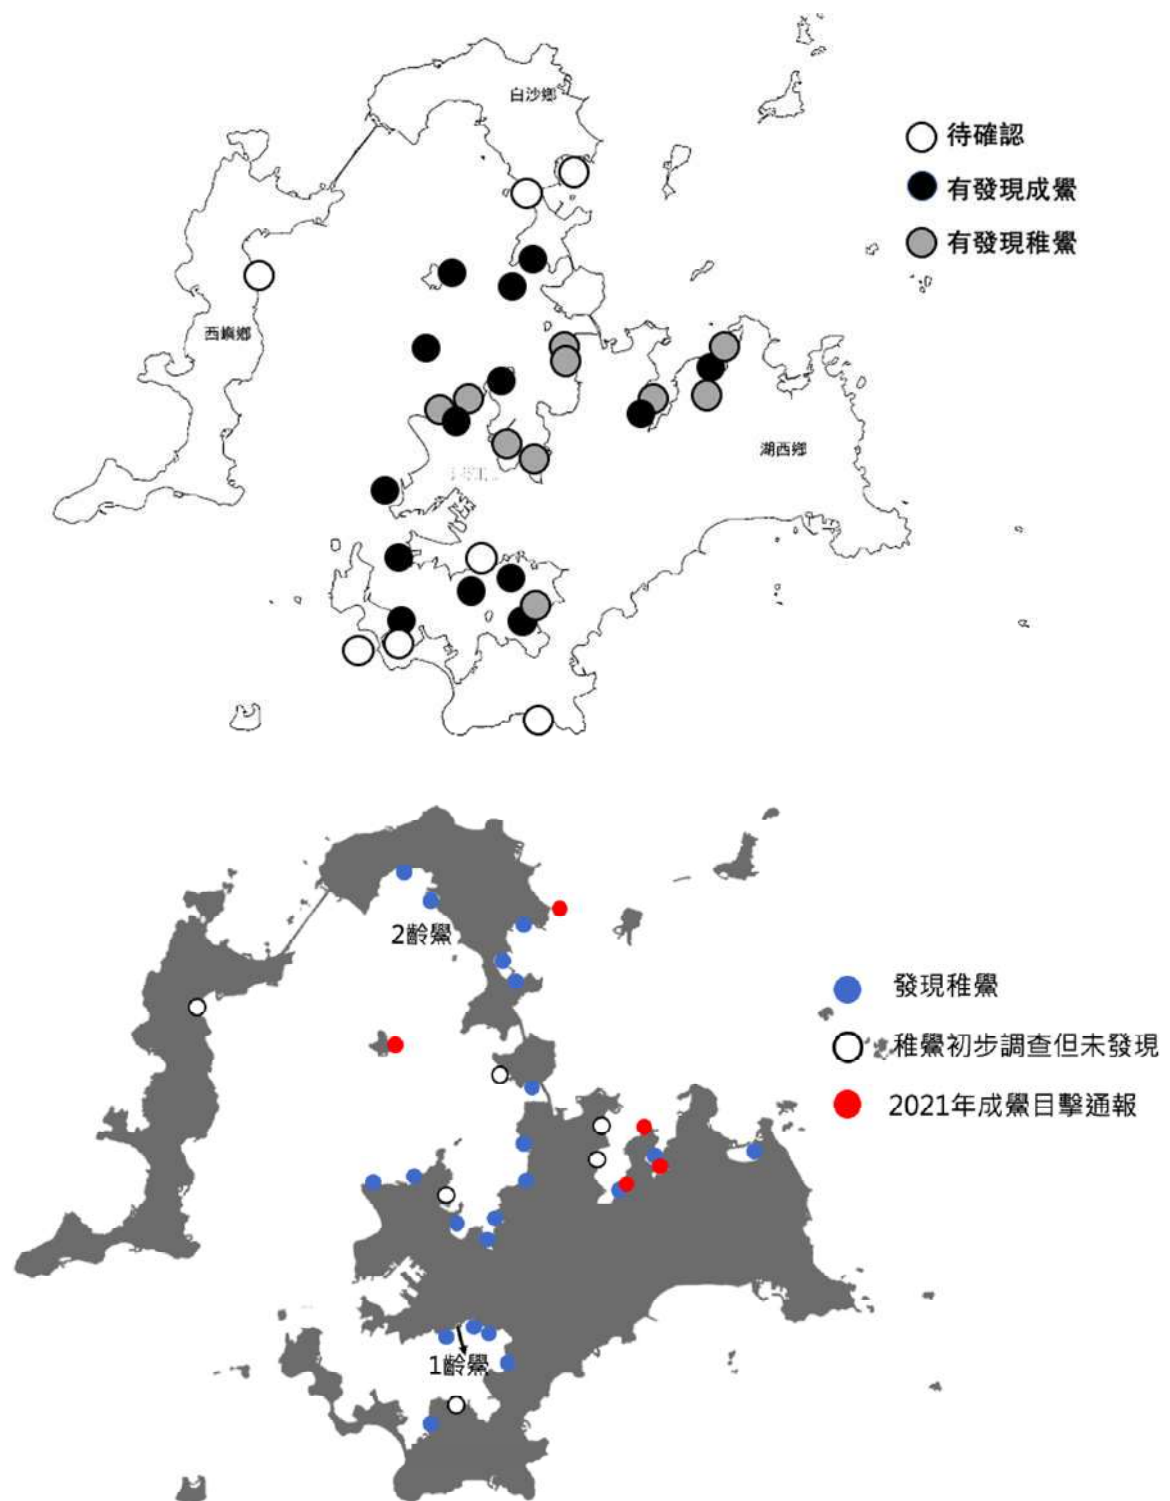 白沙鄉
待確認
有發現成鱟
有發現稚鱟
西嶼鄉
湖西鄉
2齡鱟
發現稚鱟
稚鱟初步調查但未發現
2021年成鱟目擊通報
1齡鱟